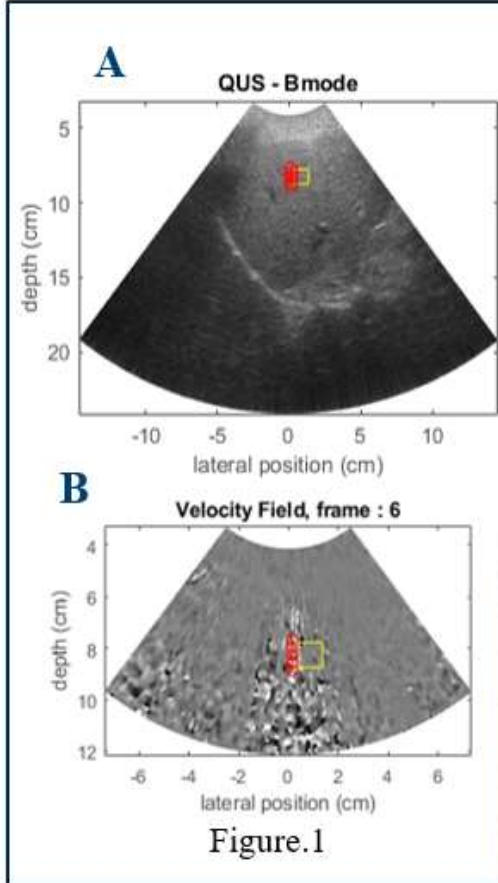 A
QUS - Bmode
5
10
15
20
depth (cm)
-10 -5 0 5 10
lateral position (cm)
B
Velocity Field, frame : 6
4
6
8
10
12
depth (cm)
-6 -4 -2 0 2 4 6
lateral position (cm)
Figure.1